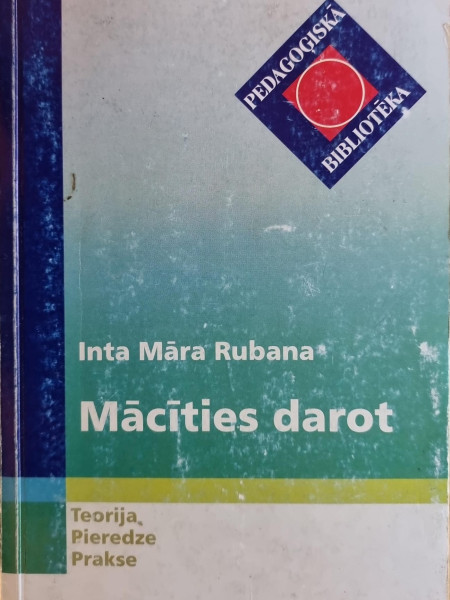 PEDAGOĢISKĀ
BIBLIOTĒKA
Inta Māra Rubana
Mācīties darot
Teorija
Pieredze
Prakse